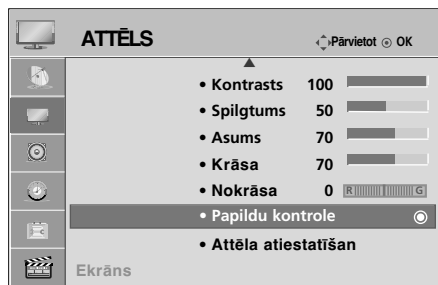 ATTĒLS Pārvietot OK
• Kontrasts 100
• Spilgtums 50
• Asums 70
• Krāsa 70
• Nokrāsa 0 R G
• Papildu kontrole
• Attēla atiestatīšan
Ekrāns